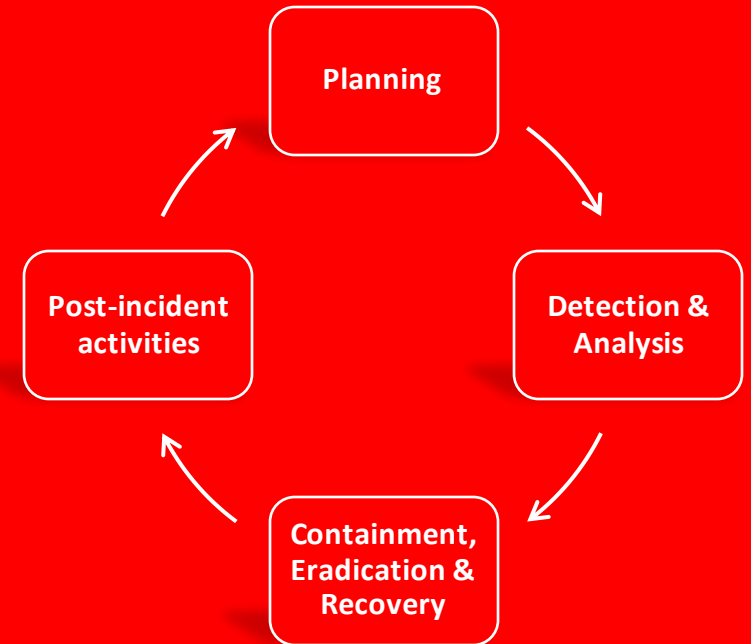 Planning
Detection &
Analysis
Containment,
Eradication &
Recovery
Post-incident
activities